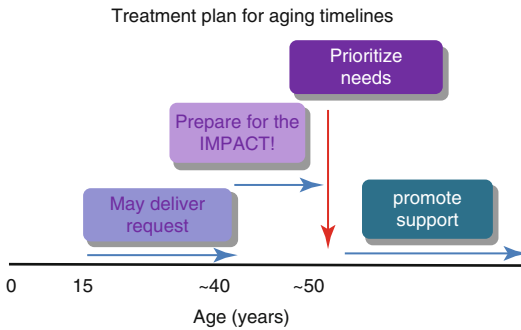 Treatment plan for aging timelines
Prioritize
needs
Prepare for the
IMPACT!
May deliver
request
promote
support
0 15 ~40 ~50
Age (years)